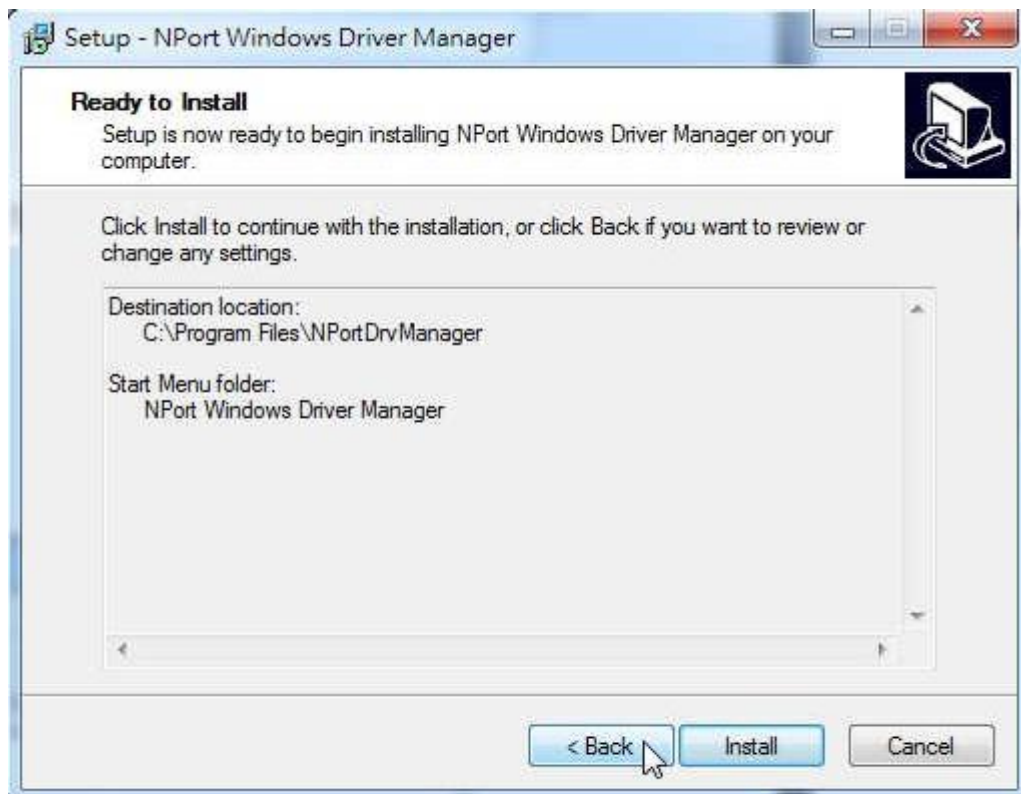 Setup - NPort Windows Driver Manager
Ready to Install
Setup is now ready to begin installing NPort Windows Driver Manager on your
computer.
Click Install to continue with the installation, or click Back if you want to review or
change any settings.
Destination location:
C:\Program Files\NPortDrvManager
Start Menu folder:
NPort Windows Driver Manager
< Back
Install
Cancel